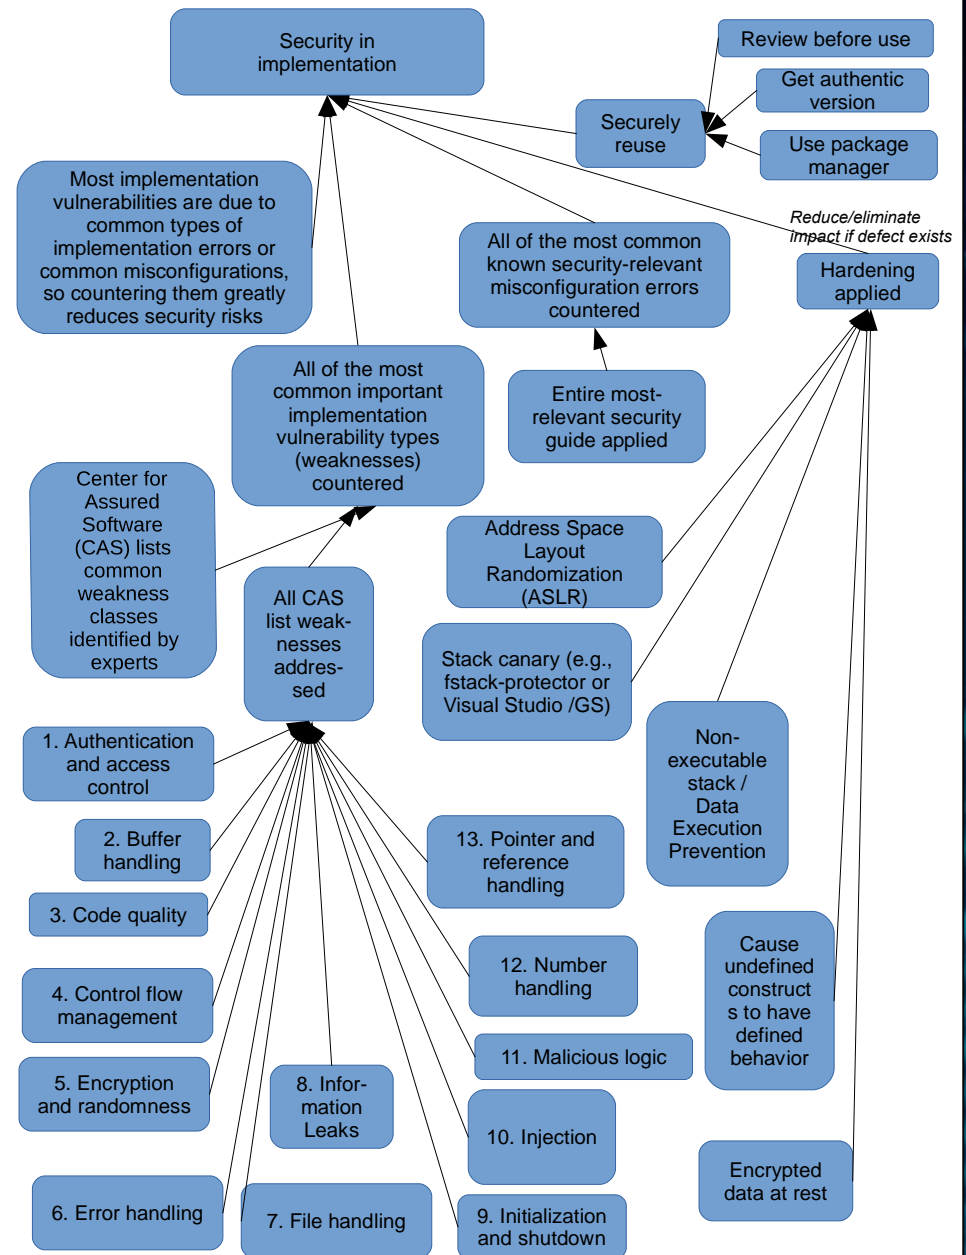 Security in
implementation
Review before use
Get authentic
version
Securely
reuse
Use package
manager
Most implementation
vulnerabilities are due to
common types of
implementation errors or
common misconfigurations,
so countering them greatly
reduces security risks
Reduce/eliminate
impact if defect exists
All of the most common
known security-relevant
misconfiguration errors
countered
Hardening
applied
All of the most
common important
implementation
vulnerability types
(weaknesses)
countered
Entire most-
relevant security
guide applied
Center for
Assured
Software
(CAS) lists
common
weakness
classes
identified by
experts
Address Space
Layout
Randomization
(ASLR)
All CAS
list weak-
nesses
addres-
sed
Stack canary (e.g.,
fstack-protector or
Visual Studio /GS)
Non-
executable
stack /
Data
Execution
Prevention
1. Authentication
and access
control
2. Buffer
handling
13. Pointer and
reference
handling
3. Code quality
Cause
undefined
construct
s to have
defined
behavior
12. Number
handling
4. Control flow
management
11. Malicious logic
5. Encryption
and randomness
8. Infor-
mation
Leaks
10. Injection
Encrypted
data at rest
6. Error handling
7. File handling
9. Initialization
and shutdown